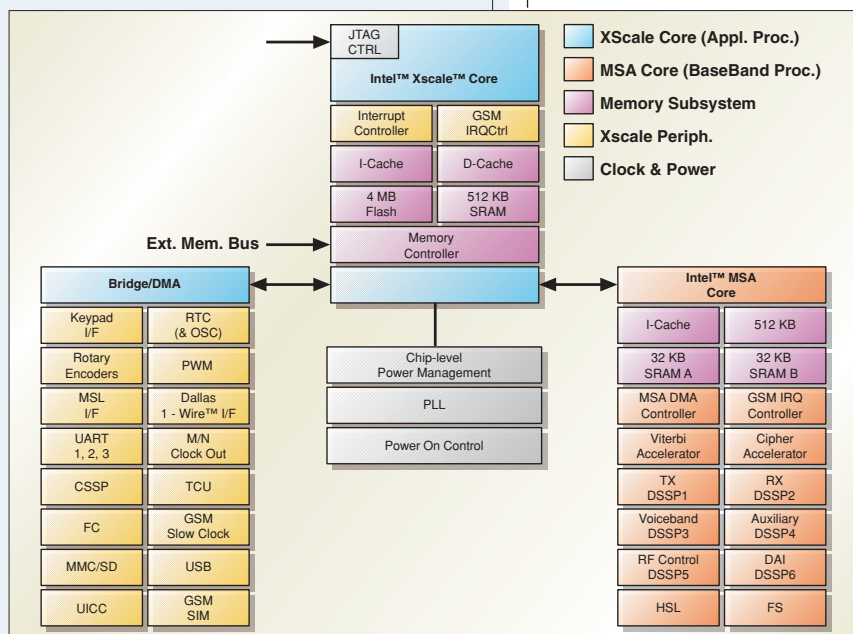 JTAG
CTRL
Intel™ Xscale™ Core
Interrupt
Controller
GSM
IRQCtrl
I-Cache
D-Cache
4 MB
Flash
512 KB
SRAM
Ext. Mem. Bus
Memory
Controller
XScale Core (Appl. Proc.)
MSA Core (BaseBand Proc.)
Memory Subsystem
Xscale Periph.
Clock & Power
Bridge/DMA
Keypad
I/F
RTC
(& OSC)
Rotary
Encoders
PWM
MSL
I/F
Dallas
1 - Wire™ I/F
UART
1, 2, 3
M/N
Clock Out
CSSP
TCU
FC
GSM
Slow Clock
MMC/SD
USB
UICC
GSM
SIM
Chip-level
Power Management
PLL
Power On Control
Intel™ MSA
Core
I-Cache
512 KB
32 KB
SRAM A
32 KB
SRAM B
MSA DMA
Controller
GSM IRQ
Controller
Viterbi
Accelerator
Cipher
Accelerator
TX
DSSP1
RX
DSSP2
Voiceband
DSSP3
Auxiliary
DSSP4
RF Control
DSSP5
DAI
DSSP6
HSL
FS